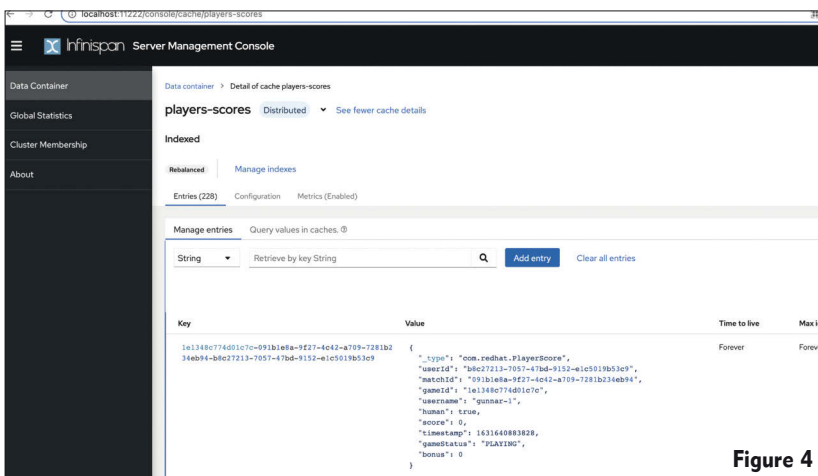 localhost:11222/console/cache/players-scores
Infinispan Server Management Console
Data Container
Global Statistics
Cluster Membership
About
Data container > Detail of cache players-scores
players-scores Distributed See fewer cache details
Indexed
Rebalanced Manage indexes
Entries (228) Configuration Metrics (Enabled)
Manage entries Query values in caches.
String Retrieve by key String Add entry Clear all entries
Key Value Time to live Max i
1e1348c774d01c7c-091b1e8a-9f27-4c42-a709-7281b2 { Forever Forev
34eb94-b8c27213-7057-47bd-9152-e1c5019b53c9 "_type": "com.redhat.PlayerScore",
"userId": "b8c27213-7057-47bd-9152-e1c5019b53c9",
"matchId": "091b1e8a-9f27-4c42-a709-7281b234eb94",
"gameId": "1e1348c774d01c7c",
"username": "gunnar-1",
"human": true,
"score": 0,
"timestamp": 1631640883828,
"gameStatus": "PLAYING",
"bonus": 0
}
Figure 4